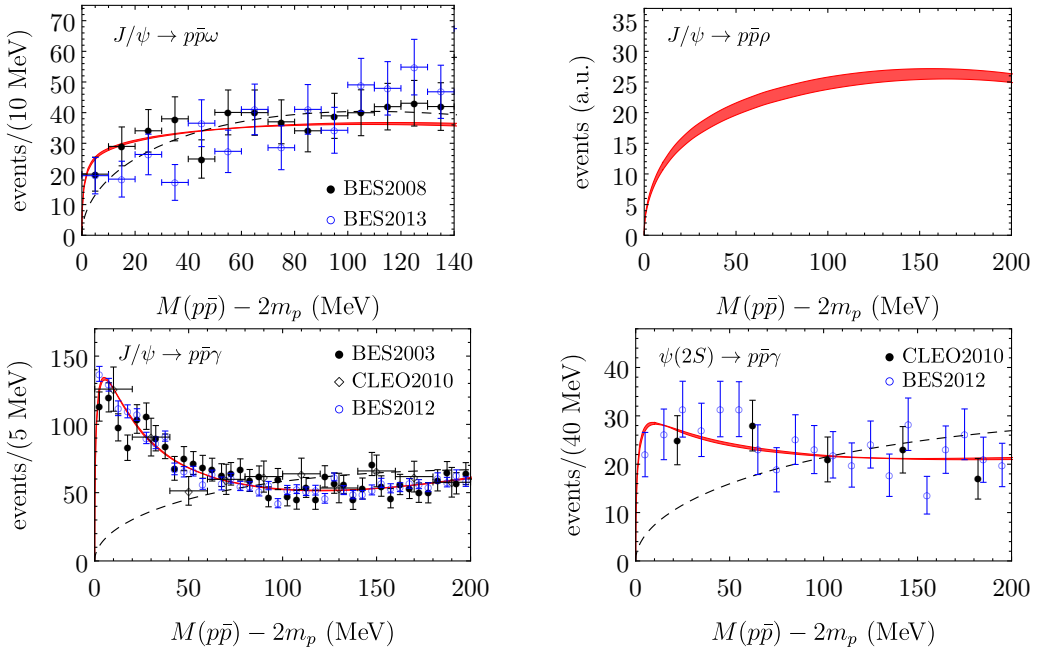 J/ψ → pp̄ω
events/(10 MeV)
70
60
50
40
30
20
10
0
BES2008
BES2013
0 20 40 60 80 100 120 140
M(pp̄) − 2mₚ (MeV)
J/ψ → pp̄ρ
events (a.u.)
35
30
25
20
15
10
5
0
0 50 100 150 200
M(pp̄) − 2mₚ (MeV)
J/ψ → pp̄γ
events/(5 MeV)
150
100
50
0
BES2003
CLEO2010
BES2012
0 50 100 150 200
M(pp̄) − 2mₚ (MeV)
ψ(2S) → pp̄γ
events/(40 MeV)
40
30
20
10
0
CLEO2010
BES2012
0 50 100 150 200
M(pp̄) − 2mₚ (MeV)